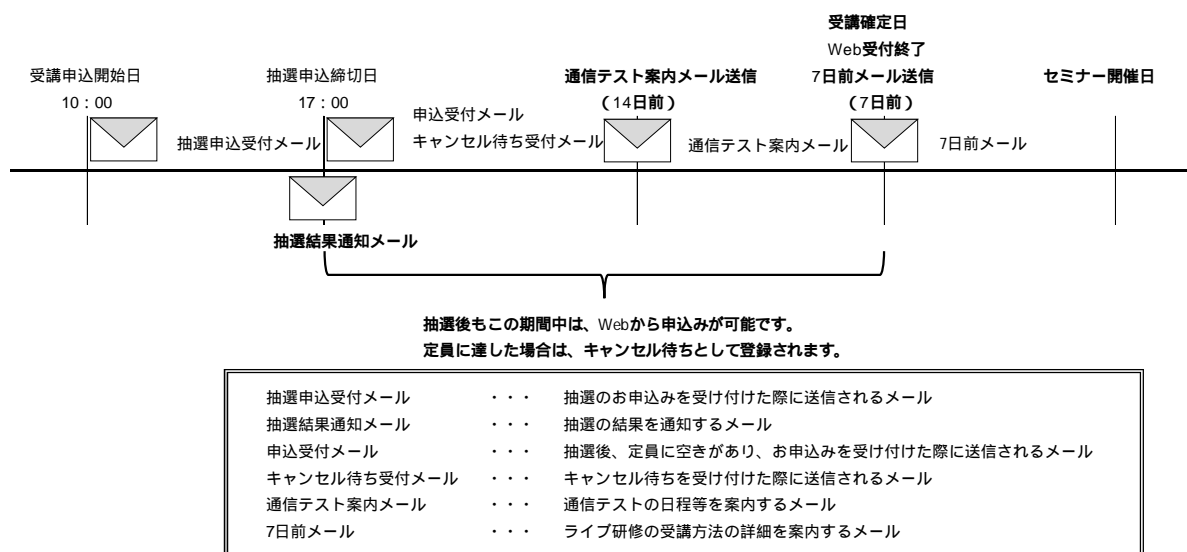 受講確定日
Web受付終了
受講申込開始日 抽選申込締切日 通信テスト案内メール送信 7日前メール送信 セミナー開催日
10：00 17：00 （14日前） （7日前）
申込受付メール
抽選申込受付メール キャンセル待ち受付メール 通信テスト案内メール 7日前メール
抽選結果通知メール
抽選後もこの期間中は、Webから申込みが可能です。
定員に達した場合は、キャンセル待ちとして登録されます。
抽選申込受付メール ・・・ 抽選のお申込みを受け付けた際に送信されるメール
抽選結果通知メール ・・・ 抽選の結果を通知するメール
申込受付メール ・・・ 抽選後、定員に空きがあり、お申込みを受け付けた際に送信されるメール
キャンセル待ち受付メール ・・・ キャンセル待ちを受け付けた際に送信されるメール
通信テスト案内メール ・・・ 通信テストの日程等を案内するメール
7日前メール ・・・ ライブ研修の受講方法の詳細を案内するメール